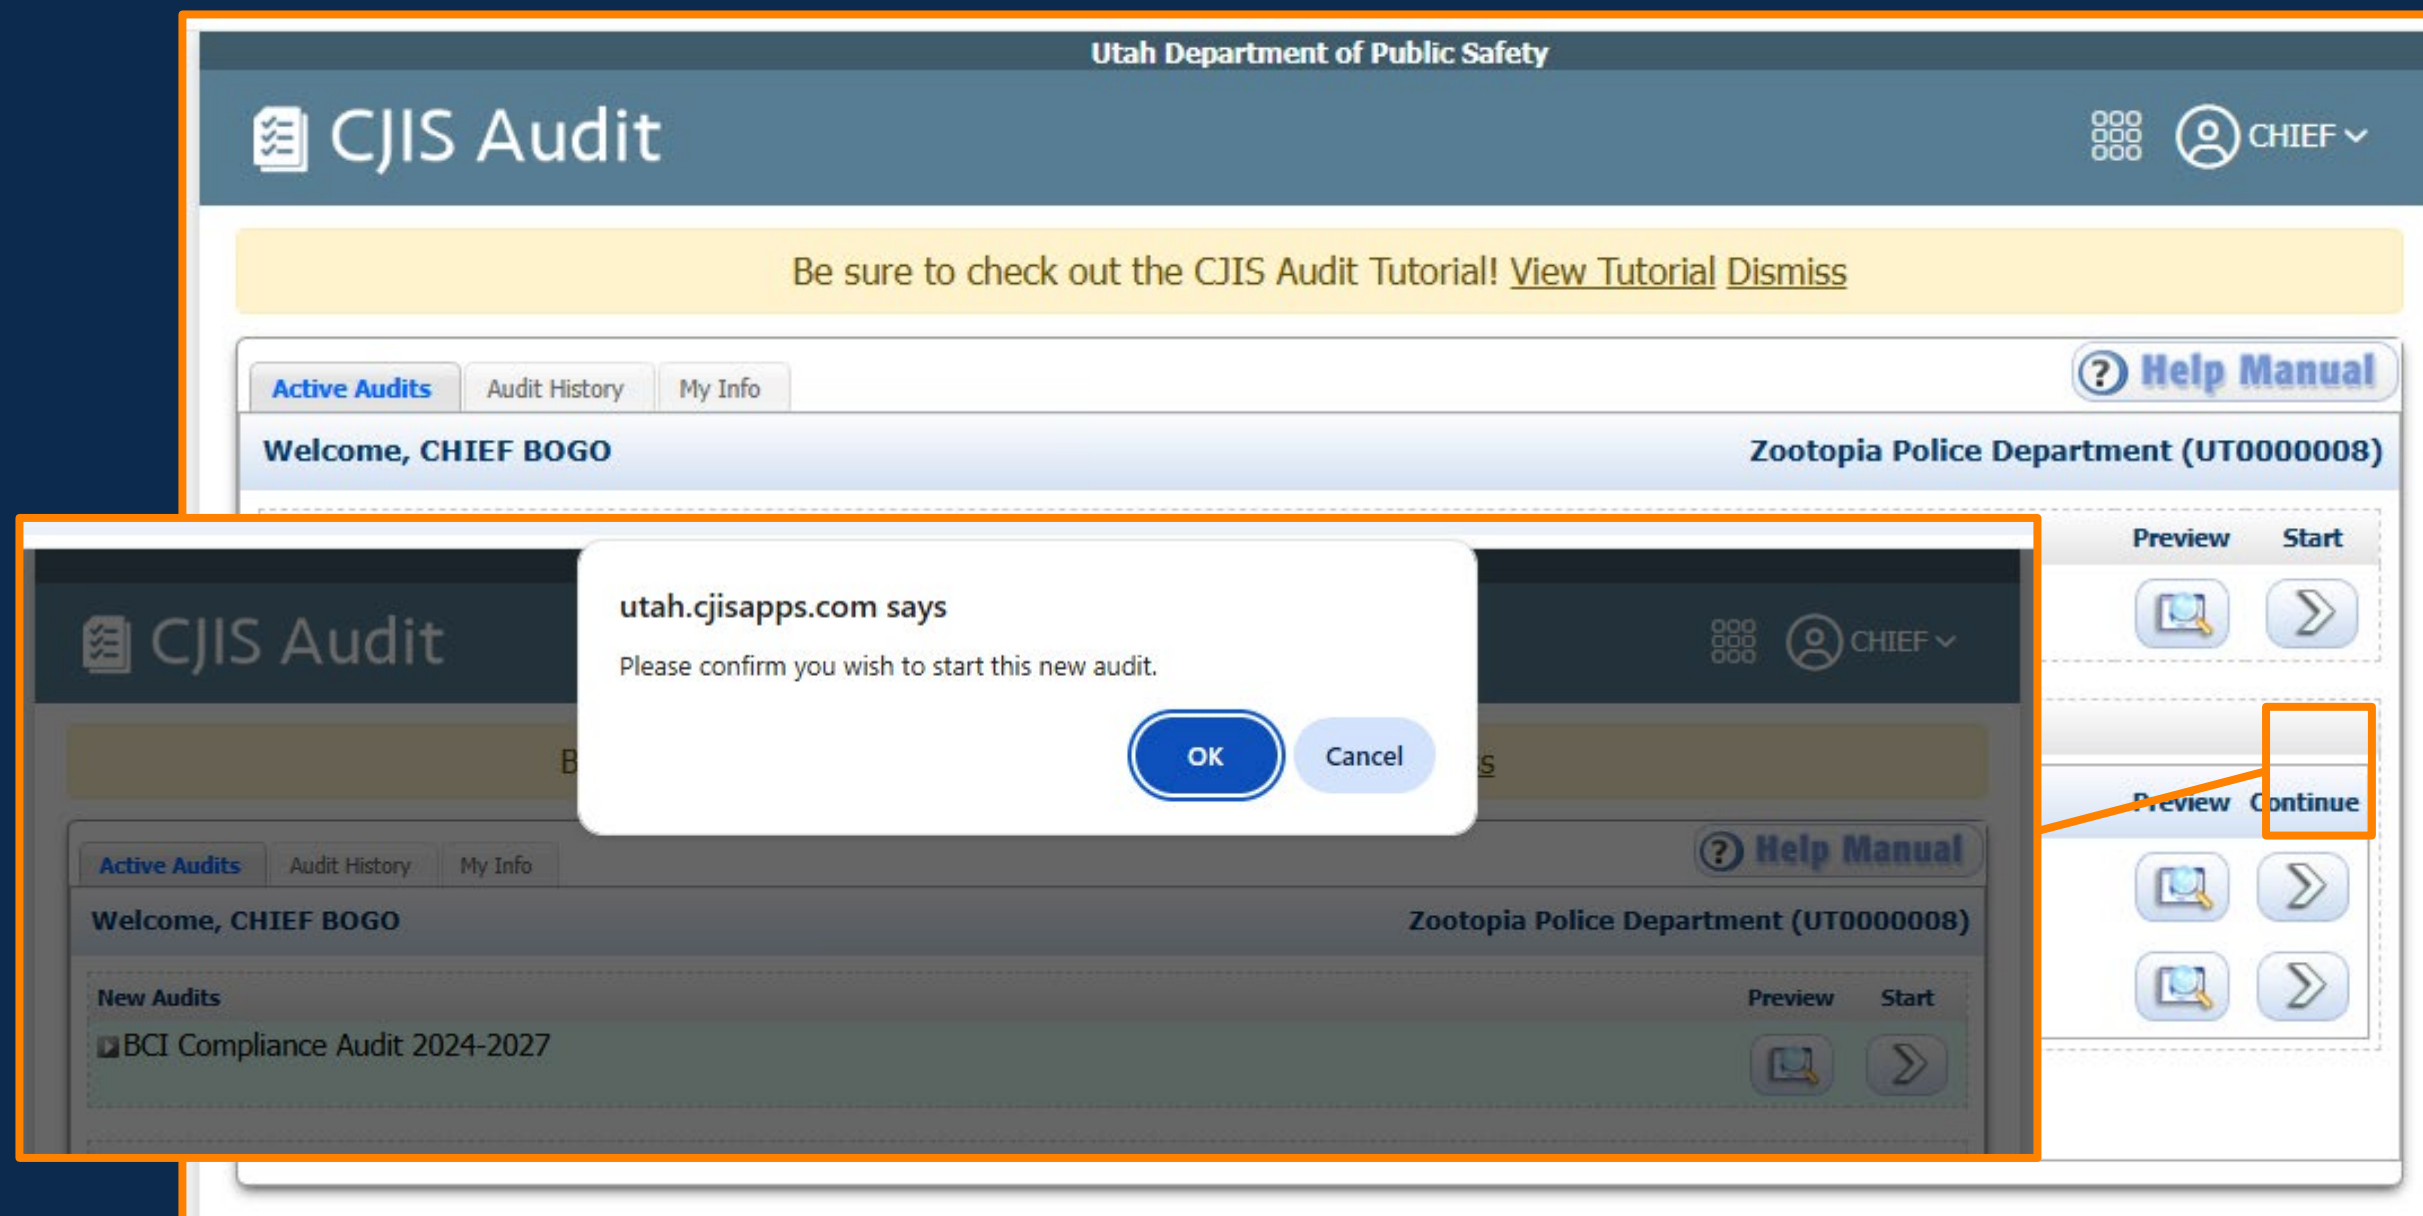 Utah Department of Public Safety
CJIS Audit
CHIEF
Be sure to check out the CJIS Audit Tutorial! View Tutorial Dismiss
Active Audits Audit History My Info
Help Manual
Welcome, CHIEF BOGO
Zootopia Police Department (UT0000008)
Preview Start
Preview Continue
utah.cjisapps.com says
Please confirm you wish to start this new audit.
OK Cancel
CJIS Audit
CHIEF
B
s
Active Audits Audit History My Info
Help Manual
Welcome, CHIEF BOGO
Zootopia Police Department (UT0000008)
New Audits
Preview Start
BCI Compliance Audit 2024-2027